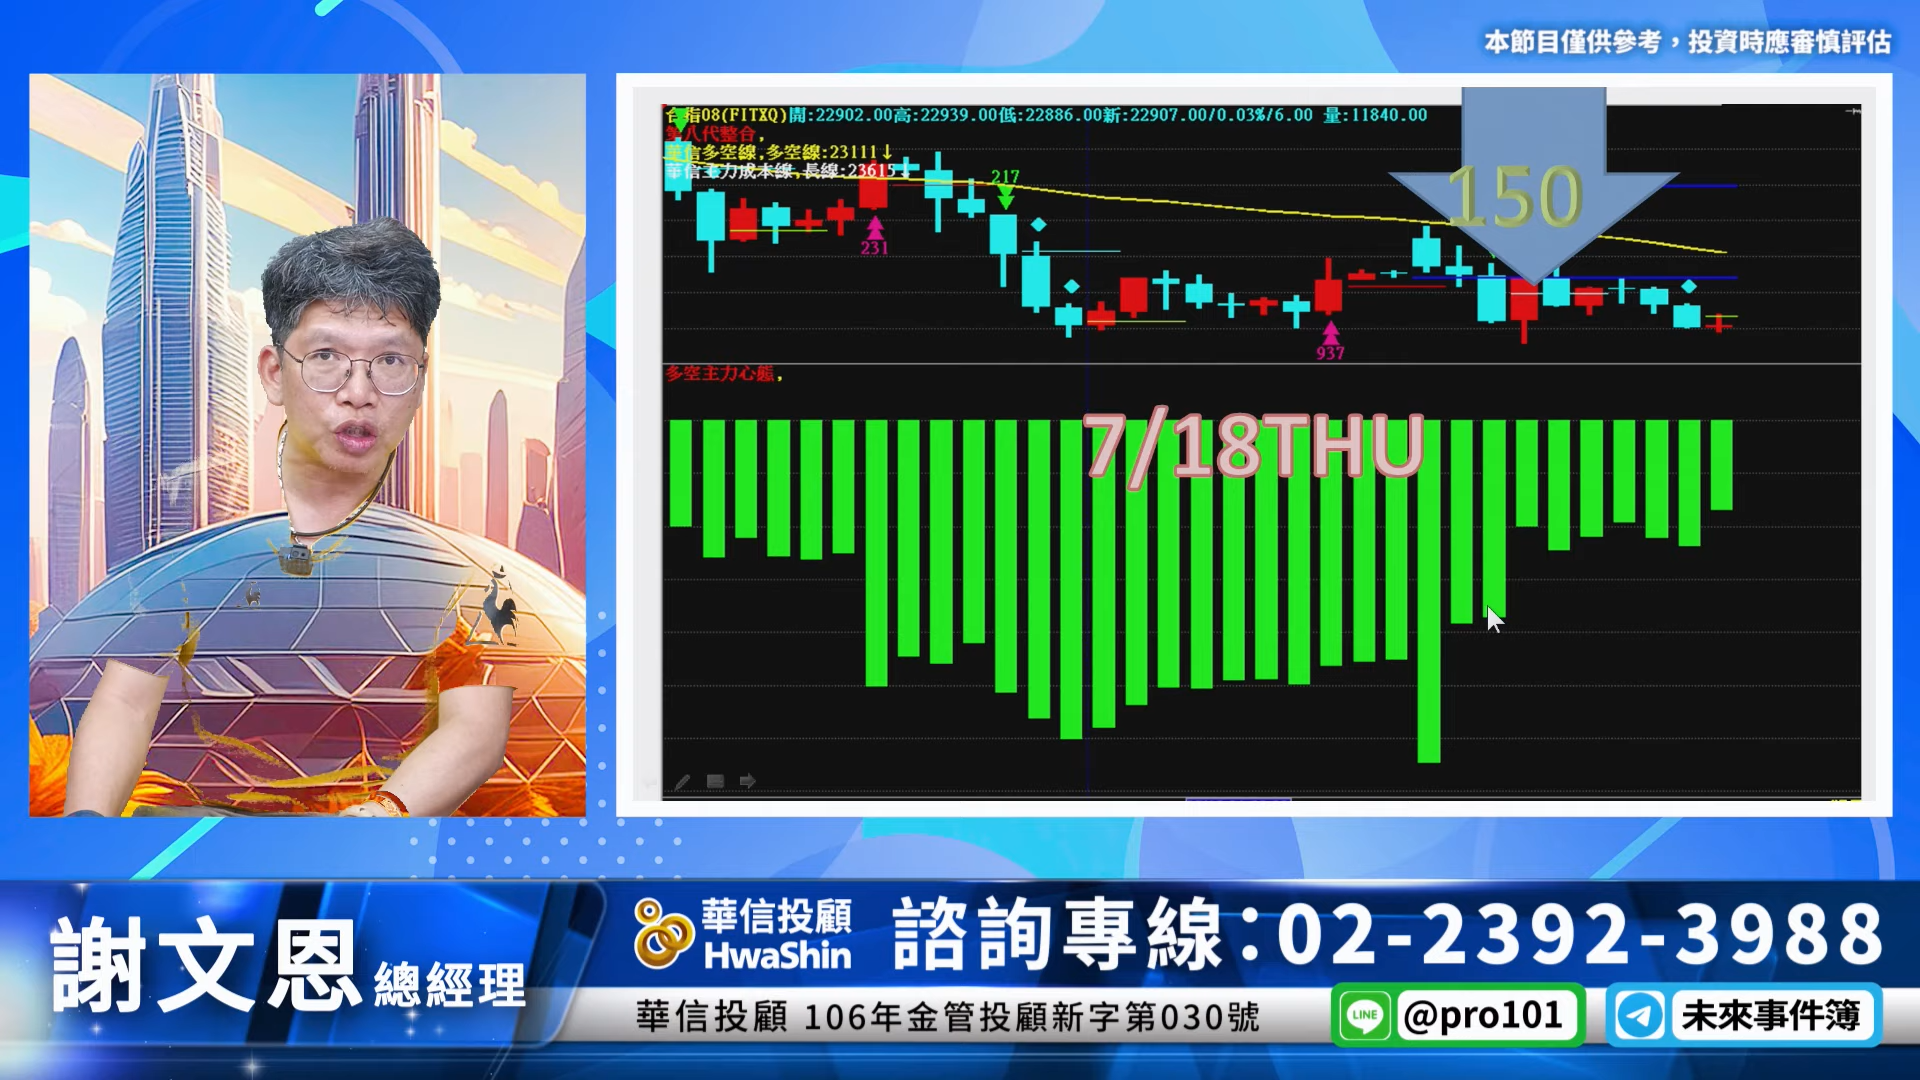 本節目僅供參考，投資時應審慎評估
台指08(FITXQ)開:22902.00高:22939.00低:22886.00新:22907.00/0.03%/6.00 量:11840.00
第八代整合,
華信多空線,多空線:23111↓
華信主力成本線,長線:23615↓
217
150
231
937
多空主力心態,
7/18THU
謝文恩 總經理
華信投顧
HwaShin
諮詢專線：02-2392-3988
華信投顧 106年金管投顧新字第030號
LINE
@pro101
未來事件簿